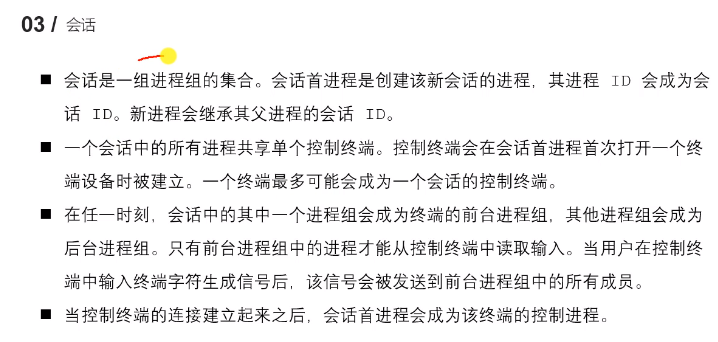 03 / 会话
■ 会话是一组进程组的集合。会话首进程是创建该新会话的进程，其进程 ID 会成为会
话 ID。新进程会继承其父进程的会话 ID。
■ 一个会话中的所有进程共享单个控制终端。控制终端会在会话首进程首次打开一个终
端设备时被建立。一个终端最多可能会成为一个会话的控制终端。
■ 在任一时刻，会话中的其中一个进程组会成为终端的前台进程组，其他进程组会成为
后台进程组。只有前台进程组中的进程才能从控制终端中读取输入。当用户在控制终
端中输入终端字符生成信号后，该信号会被发送到前台进程组中的所有成员。
■ 当控制终端的连接建立起来之后，会话首进程会成为该终端的控制进程。